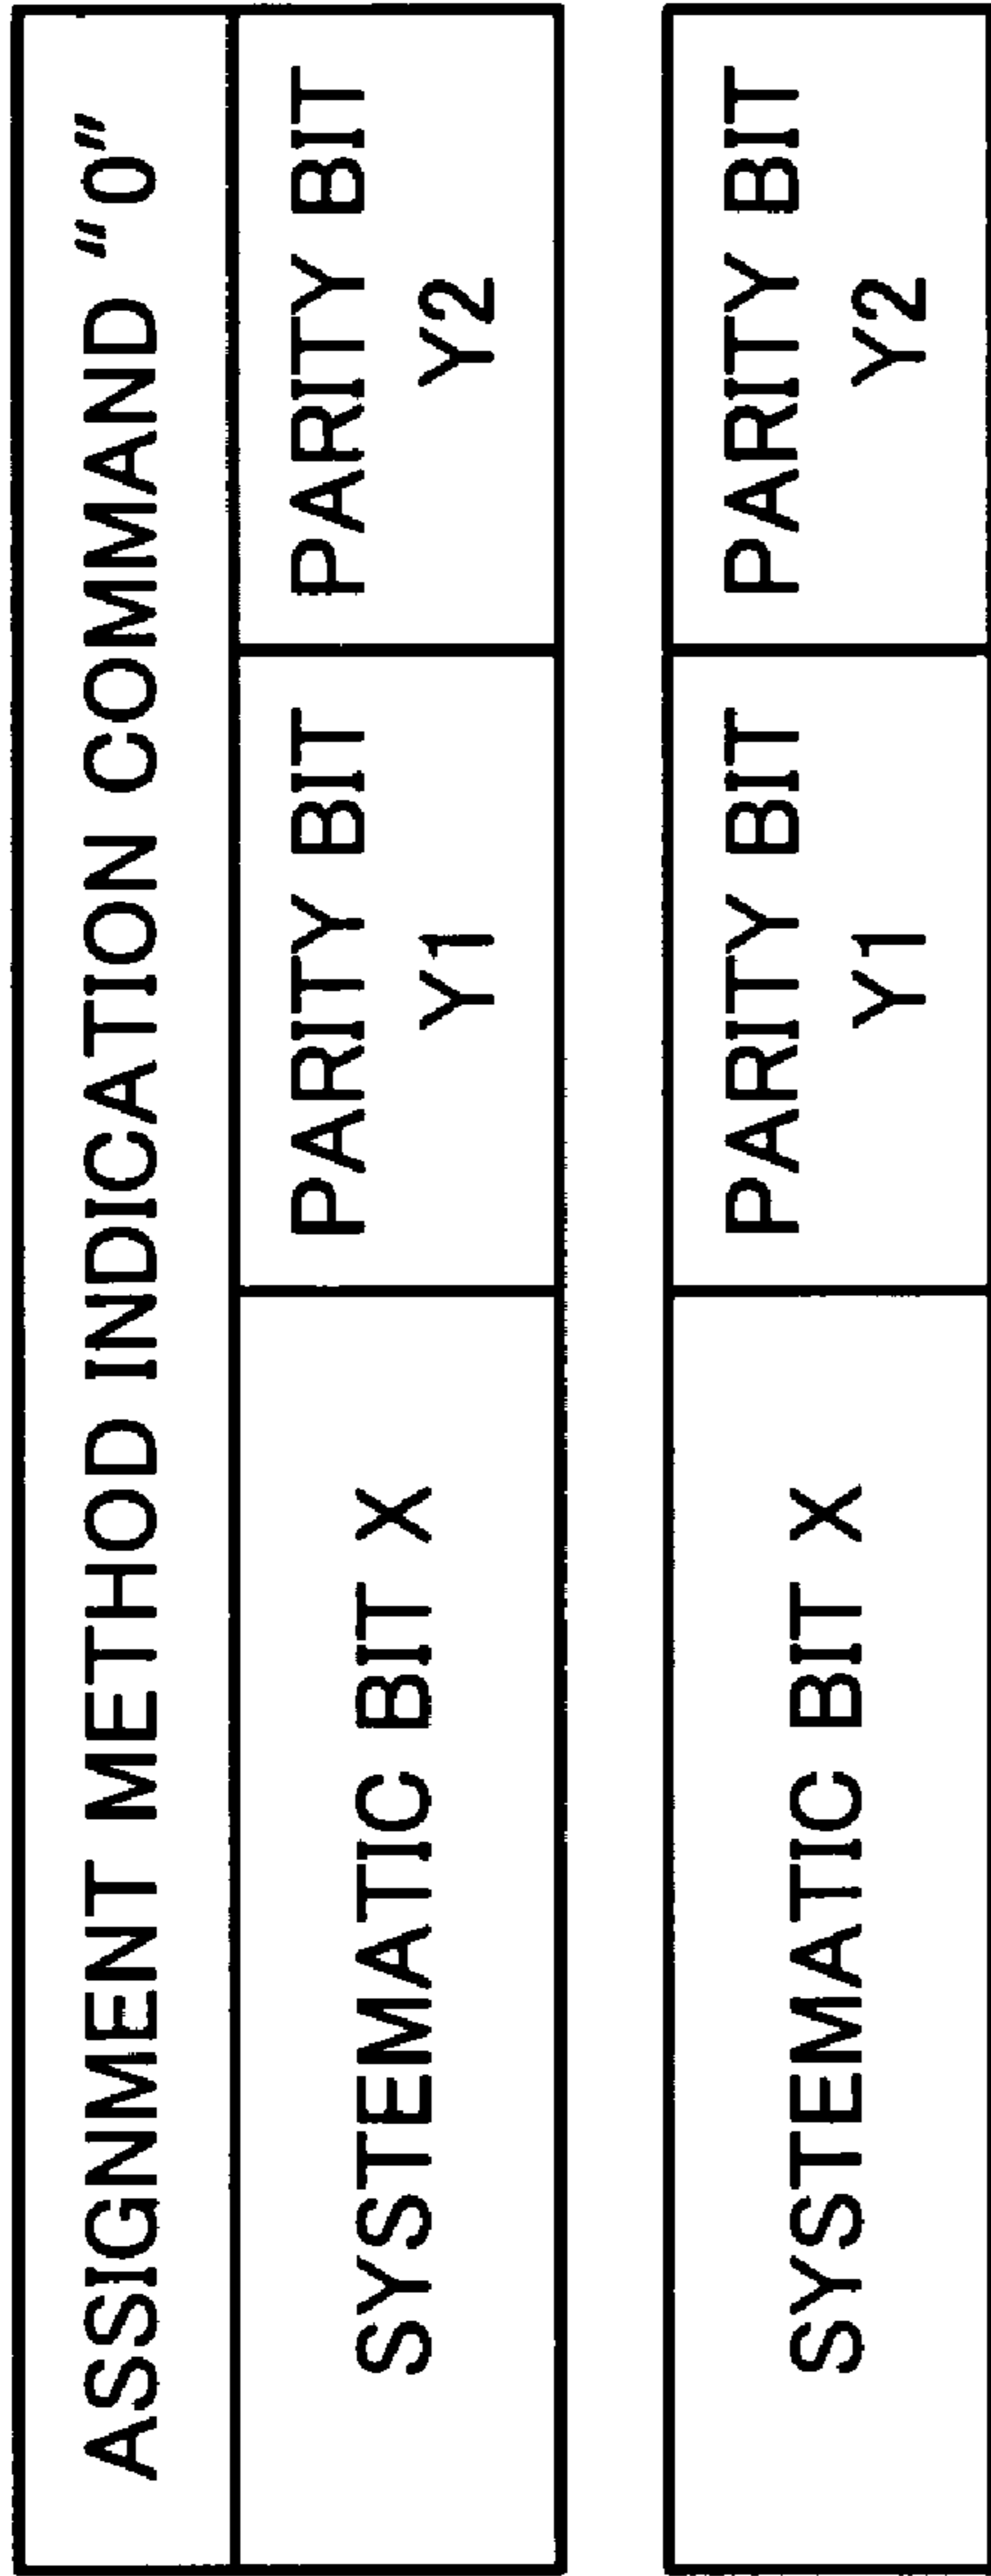 ASSIGNMENT METHOD INDICATION COMMAND "0"
SYSTEMATIC BIT X
PARITY BIT
Y1
PARITY BIT
Y2
SYSTEMATIC BIT X
PARITY BIT
Y1
PARITY BIT
Y2